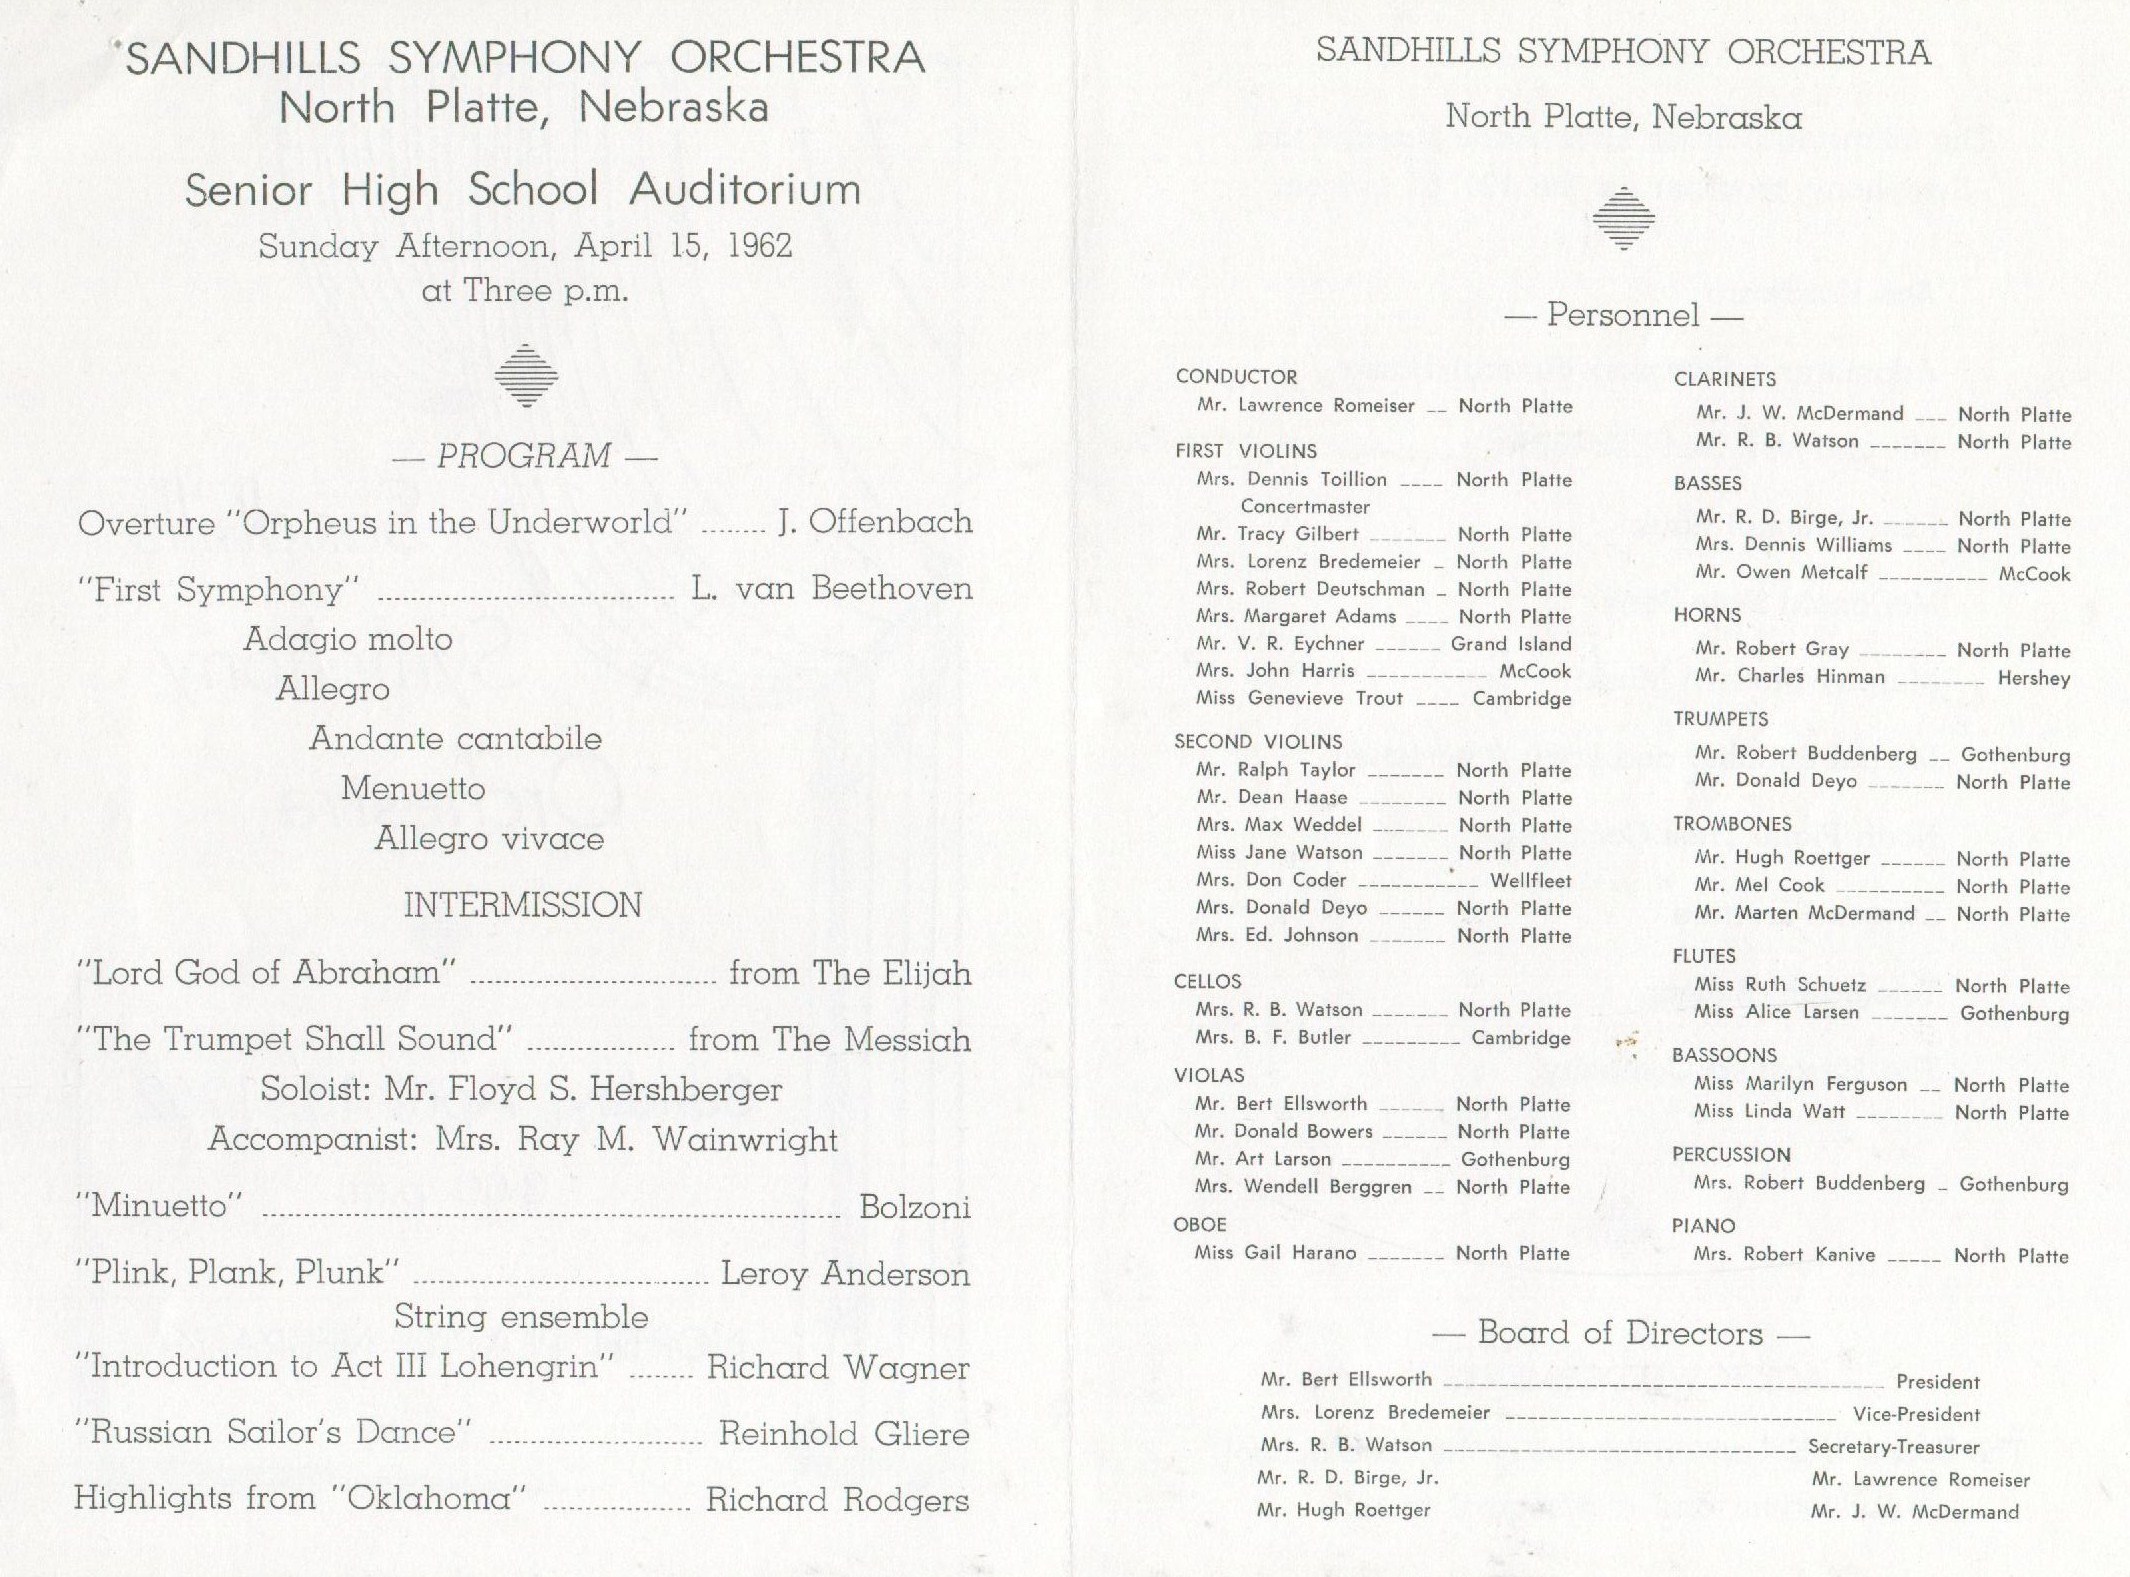 SANDHILLS SYMPHONY ORCHESTRA
North Platte, Nebraska
Senior High School Auditorium
Sunday Afternoon, April 15, 1962
at Three p.m.
— PROGRAM —
Overture "Orpheus in the Underworld" ........ J. Offenbach
"First Symphony" .................................... L. van Beethoven
Adagio molto
Allegro
Andante cantabile
Menuetto
Allegro vivace
INTERMISSION
"Lord God of Abraham" .............................. from The Elijah
"The Trumpet Shall Sound" .................. from The Messiah
Soloist: Mr. Floyd S. Hershberger
Accompanist: Mrs. Ray M. Wainwright
"Minuetto" ...................................................................... Bolzoni
"Plink, Plank, Plunk" .................................... Leroy Anderson
String ensemble
"Introduction to Act III Lohengrin" ........ Richard Wagner
"Russian Sailor's Dance" .......................... Reinhold Gliere
Highlights from "Oklahoma" .................. Richard Rodgers
SANDHILLS SYMPHONY ORCHESTRA
North Platte, Nebraska
— Personnel —
CONDUCTOR
Mr. Lawrence Romeiser __ North Platte
FIRST VIOLINS
Mrs. Dennis Toillion ____ North Platte
Concertmaster
Mr. Tracy Gilbert _______ North Platte
Mrs. Lorenz Bredemeier _ North Platte
Mrs. Robert Deutschman _ North Platte
Mrs. Margaret Adams ____ North Platte
Mr. V. R. Eychner ______ Grand Island
Mrs. John Harris ___________ McCook
Miss Genevieve Trout ____ Cambridge
SECOND VIOLINS
Mr. Ralph Taylor _______ North Platte
Mr. Dean Haase ________ North Platte
Mrs. Max Weddel _______ North Platte
Miss Jane Watson _______ North Platte
Mrs. Don Coder ___________ Wellfleet
Mrs. Donald Deyo ______ North Platte
Mrs. Ed. Johnson _______ North Platte
CELLOS
Mrs. R. B. Watson _______ North Platte
Mrs. B. F. Butler _________ Cambridge
VIOLAS
Mr. Bert Ellsworth ______ North Platte
Mr. Donald Bowers ______ North Platte
Mr. Art Larson __________ Gothenburg
Mrs. Wendell Berggren __ North Platte
OBOE
Miss Gail Harano _______ North Platte
CLARINETS
Mr. J. W. McDermand ___ North Platte
Mr. R. B. Watson _______ North Platte
BASSES
Mr. R. D. Birge, Jr. ______ North Platte
Mrs. Dennis Williams ____ North Platte
Mr. Owen Metcalf __________ McCook
HORNS
Mr. Robert Gray ________ North Platte
Mr. Charles Hinman ________ Hershey
TRUMPETS
Mr. Robert Buddenberg __ Gothenburg
Mr. Donald Deyo _______ North Platte
TROMBONES
Mr. Hugh Roettger ______ North Platte
Mr. Mel Cook __________ North Platte
Mr. Marten McDermand __ North Platte
FLUTES
Miss Ruth Schuetz ______ North Platte
Miss Alice Larsen _______ Gothenburg
BASSOONS
Miss Marilyn Ferguson __ North Platte
Miss Linda Watt ________ North Platte
PERCUSSION
Mrs. Robert Buddenberg _ Gothenburg
PIANO
Mrs. Robert Kanive _____ North Platte
— Board of Directors —
Mr. Bert Ellsworth ________________________________________ President
Mrs. Lorenz Bredemeier ______________________________ Vice-President
Mrs. R. B. Watson ________________________________ Secretary-Treasurer
Mr. R. D. Birge, Jr. Mr. Lawrence Romeiser
Mr. Hugh Roettger Mr. J. W. McDermand